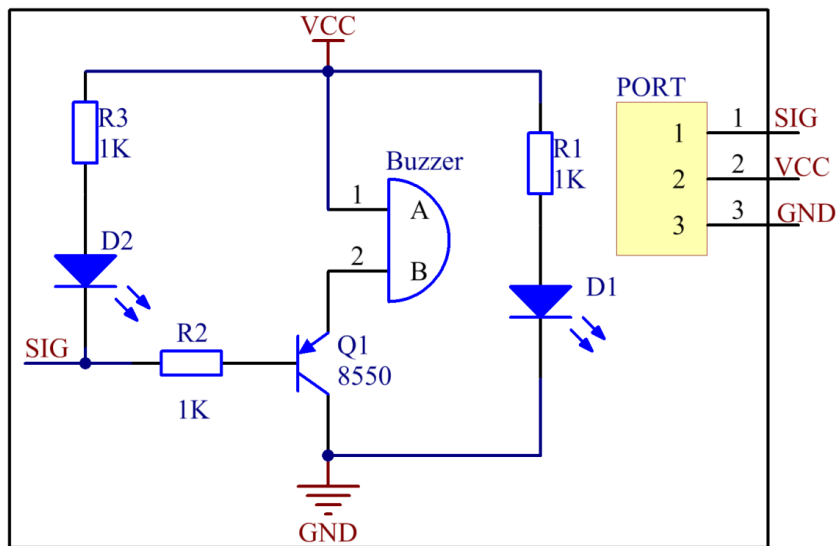 VCC
PORT
R3
1K
SIG
1 1
R1
1K
Buzzer
VCC
2 2
1
A
GND
3 3
D2
2
B
D1
SIG
R2
1K
Q1
8550
GND